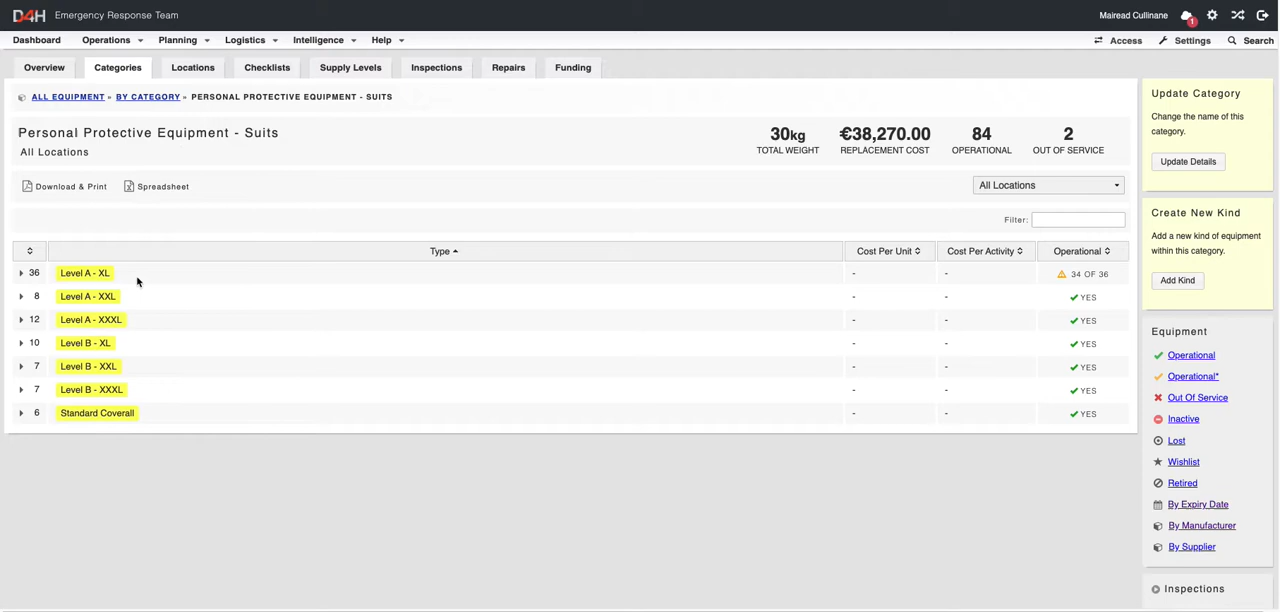 D4H Emergency Response Team
Mairead Cullinane 1
Dashboard Operations Planning Logistics Intelligence Help
Access Settings Search
Overview Categories Locations Checklists Supply Levels Inspections Repairs Funding
ALL EQUIPMENT » BY CATEGORY » PERSONAL PROTECTIVE EQUIPMENT - SUITS
Personal Protective Equipment - Suits
All Locations
30kg €38,270.00 84 2
TOTAL WEIGHT REPLACEMENT COST OPERATIONAL OUT OF SERVICE
Download & Print Spreadsheet
All Locations
Filter:
Type Cost Per Unit Cost Per Activity Operational
36 Level A - XL - - 34 OF 36
8 Level A - XXL - - YES
12 Level A - XXXL - - YES
10 Level B - XL - - YES
7 Level B - XXL - - YES
7 Level B - XXXL - - YES
6 Standard Coverall - - YES
Update Category
Change the name of this
category.
Update Details
Create New Kind
Add a new kind of equipment
within this category.
Add Kind
Equipment
Operational
Operational*
Out Of Service
Inactive
Lost
Wishlist
Retired
By Expiry Date
By Manufacturer
By Supplier
Inspections